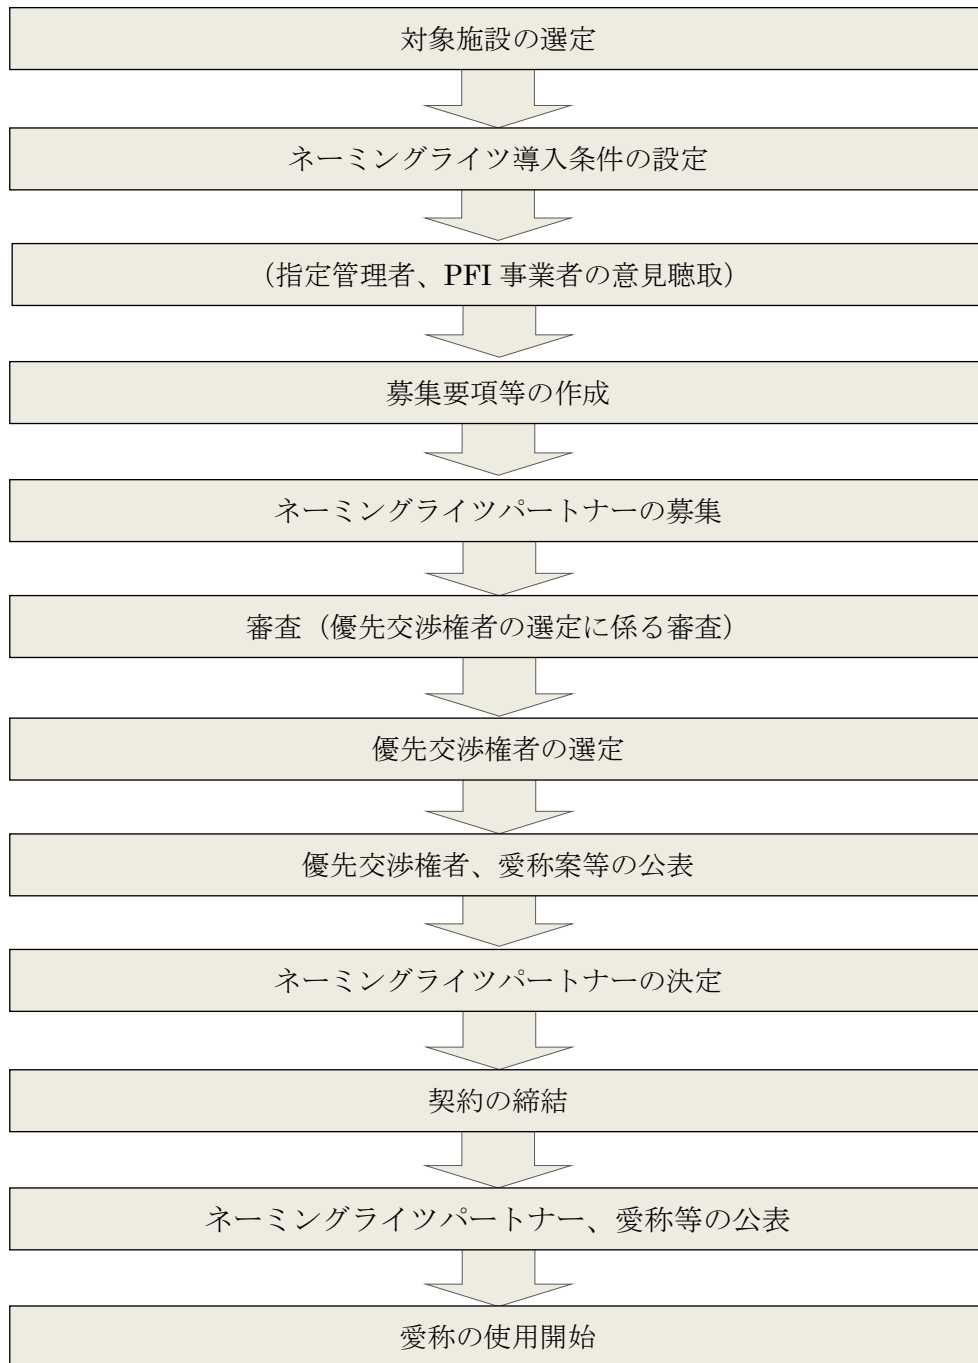 対象施設の選定
ネーミングライツ導入条件の設定
（指定管理者、PFI 事業者の意見聴取）
募集要項等の作成
ネーミングライツパートナーの募集
審査（優先交渉権者の選定に係る審査）
優先交渉権者の選定
優先交渉権者、愛称案等の公表
ネーミングライツパートナーの決定
契約の締結
ネーミングライツパートナー、愛称等の公表
愛称の使用開始